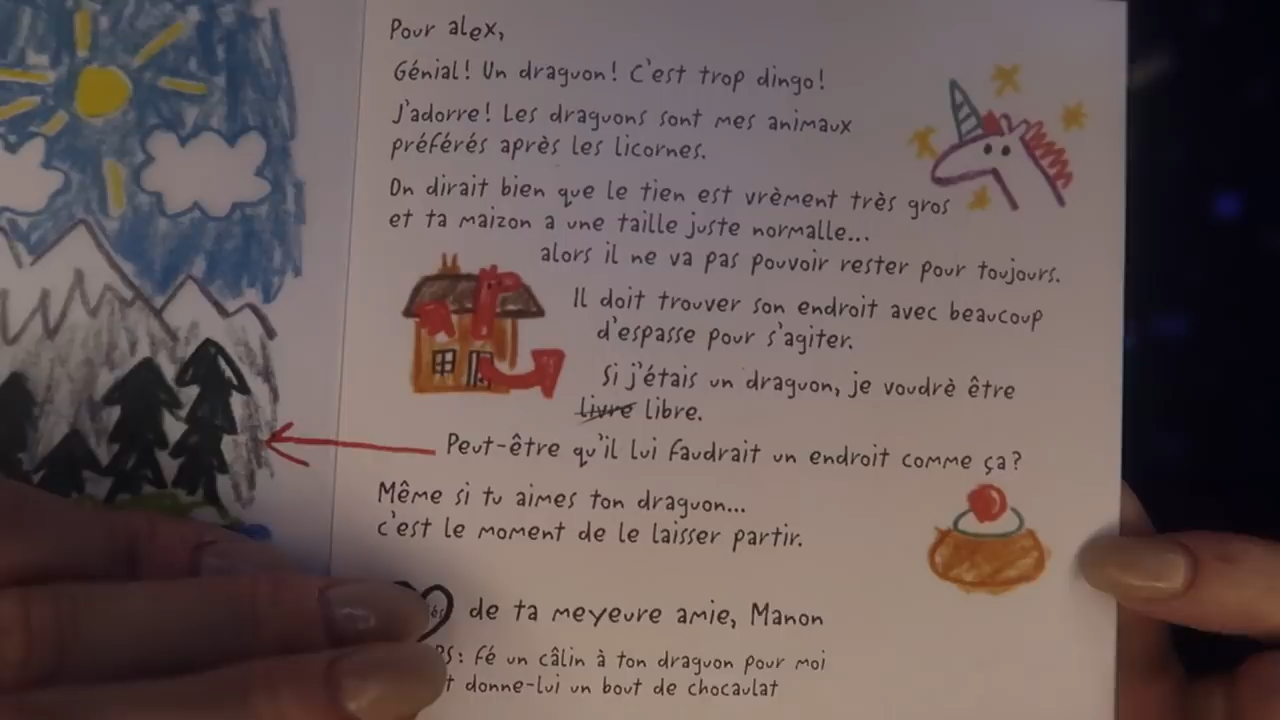 Pour alex,
Génial! Un draguon! C'est trop dingo!
J'adorre! Les draguons sont mes animaux
préférés après les licornes.
On dirait bien que le tien est vrèment très gros
et ta maizon a une taille juste normalle...
alors il ne va pas pouvoir rester pour toujours.
Il doit trouver son endroit avec beaucoup
d'espasse pour s'agiter.
Si j'étais un draguon, je voudrè être
livre libre.
Peut-être qu'il lui faudrait un endroit comme ça?
Même si tu aimes ton draguon...
c'est le moment de le laisser partir.
de ta meyeure amie, Manon
PS: Fé un câlin à ton draguon pour moi
donne-lui un bout de chocaulat